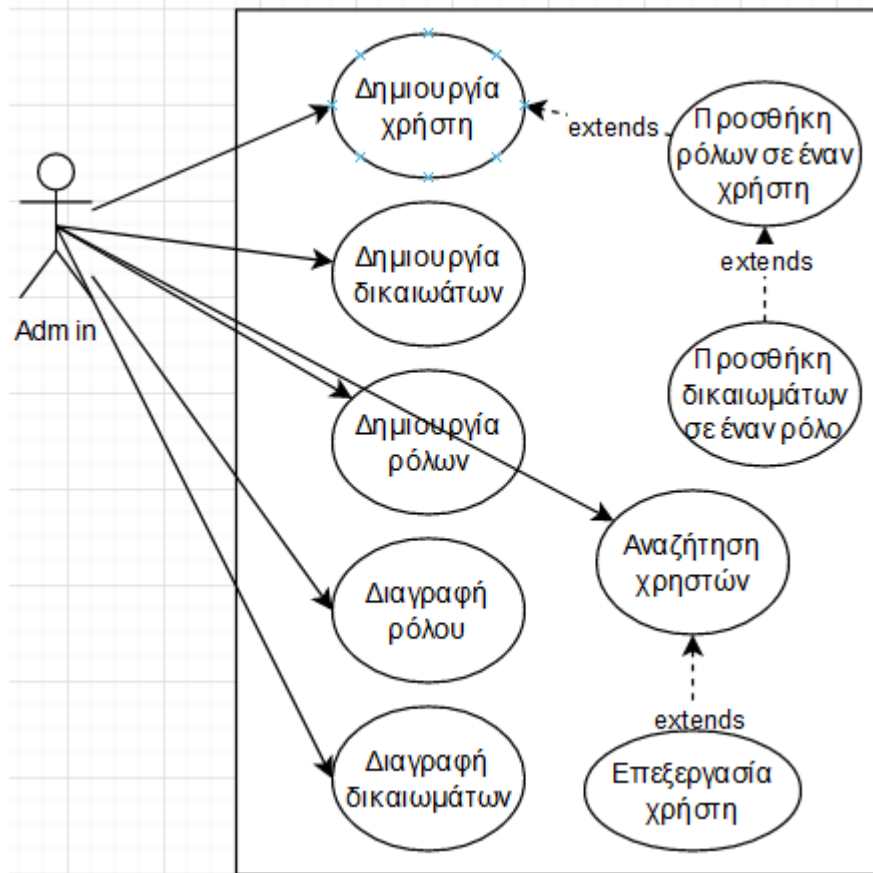 Δημιουργία
χρήστη
extends
Προσθήκη
ρόλων σε έναν
χρήστη
Admin
Δημιουργία
δικαιωάτων
extends
Προσθήκη
δικαιωμάτων
σε έναν ρόλο
Δημιουργία
ρόλων
Αναζήτηση
χρηστών
Διαγραφή
ρόλου
extends
Διαγραφή
δικαιωμάτων
Επεξεργασία
χρήστη